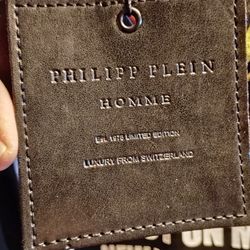 PHILIPP PLEIN
HOMME
EST. 1978 LIMITED EDITION
LUXURY FROM SWITZERLAND